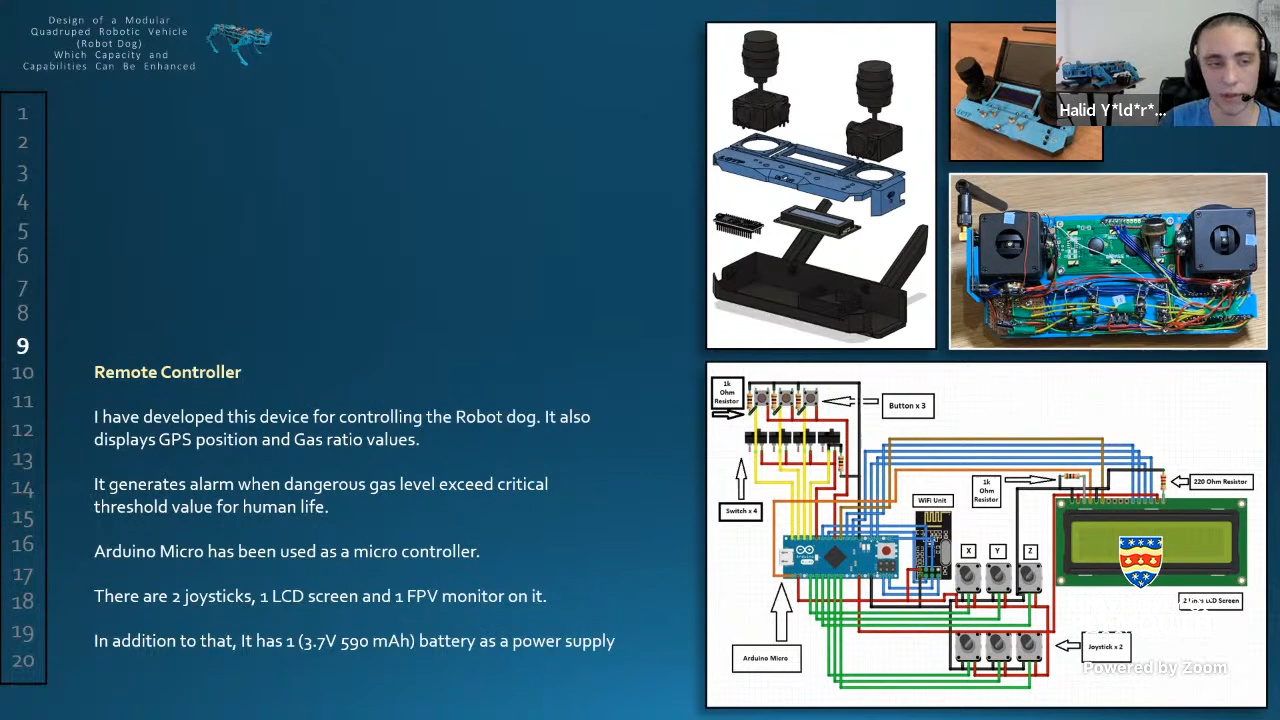 Design of a Modular
Quadruped Robotic Vehicle
(Robot Dog)
Which Capacity and
Capabilities Can Be Enhanced
1
2
3
4
5
6
7
8
9
10
11
12
13
14
15
16
17
18
19
20
Remote Controller
I have developed this device for controlling the Robot dog. It also
displays GPS position and Gas ratio values.
It generates alarm when dangerous gas level exceed critical
threshold value for human life.
Arduino Micro has been used as a micro controller.
There are 2 joysticks, 1 LCD screen and 1 FPV monitor on it.
In addition to that, It has 1 (3.7V 590 mAh) battery as a power supply
Halid Y*ld*r*...
1k
Ohm
Resistor
Button x 3
Switch x 4
1k
Ohm
Resistor
220 Ohm Resistor
WiFi Unit
X
Y
Z
LCD Screen
Arduino Micro
Joystick x 2
Powered by Zoom